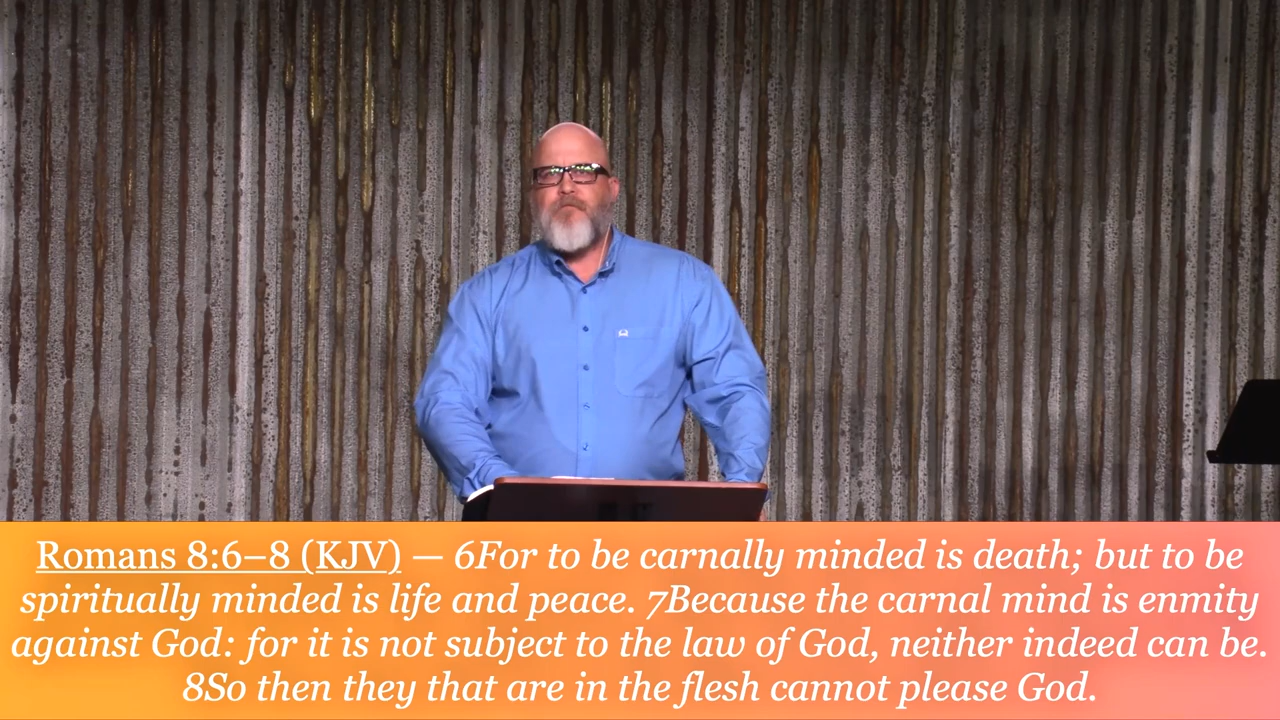 Romans 8:6–8 (KJV) — 6For to be carnally minded is death; but to be
spiritually minded is life and peace. 7Because the carnal mind is enmity
against God: for it is not subject to the law of God, neither indeed can be.
8So then they that are in the flesh cannot please God.